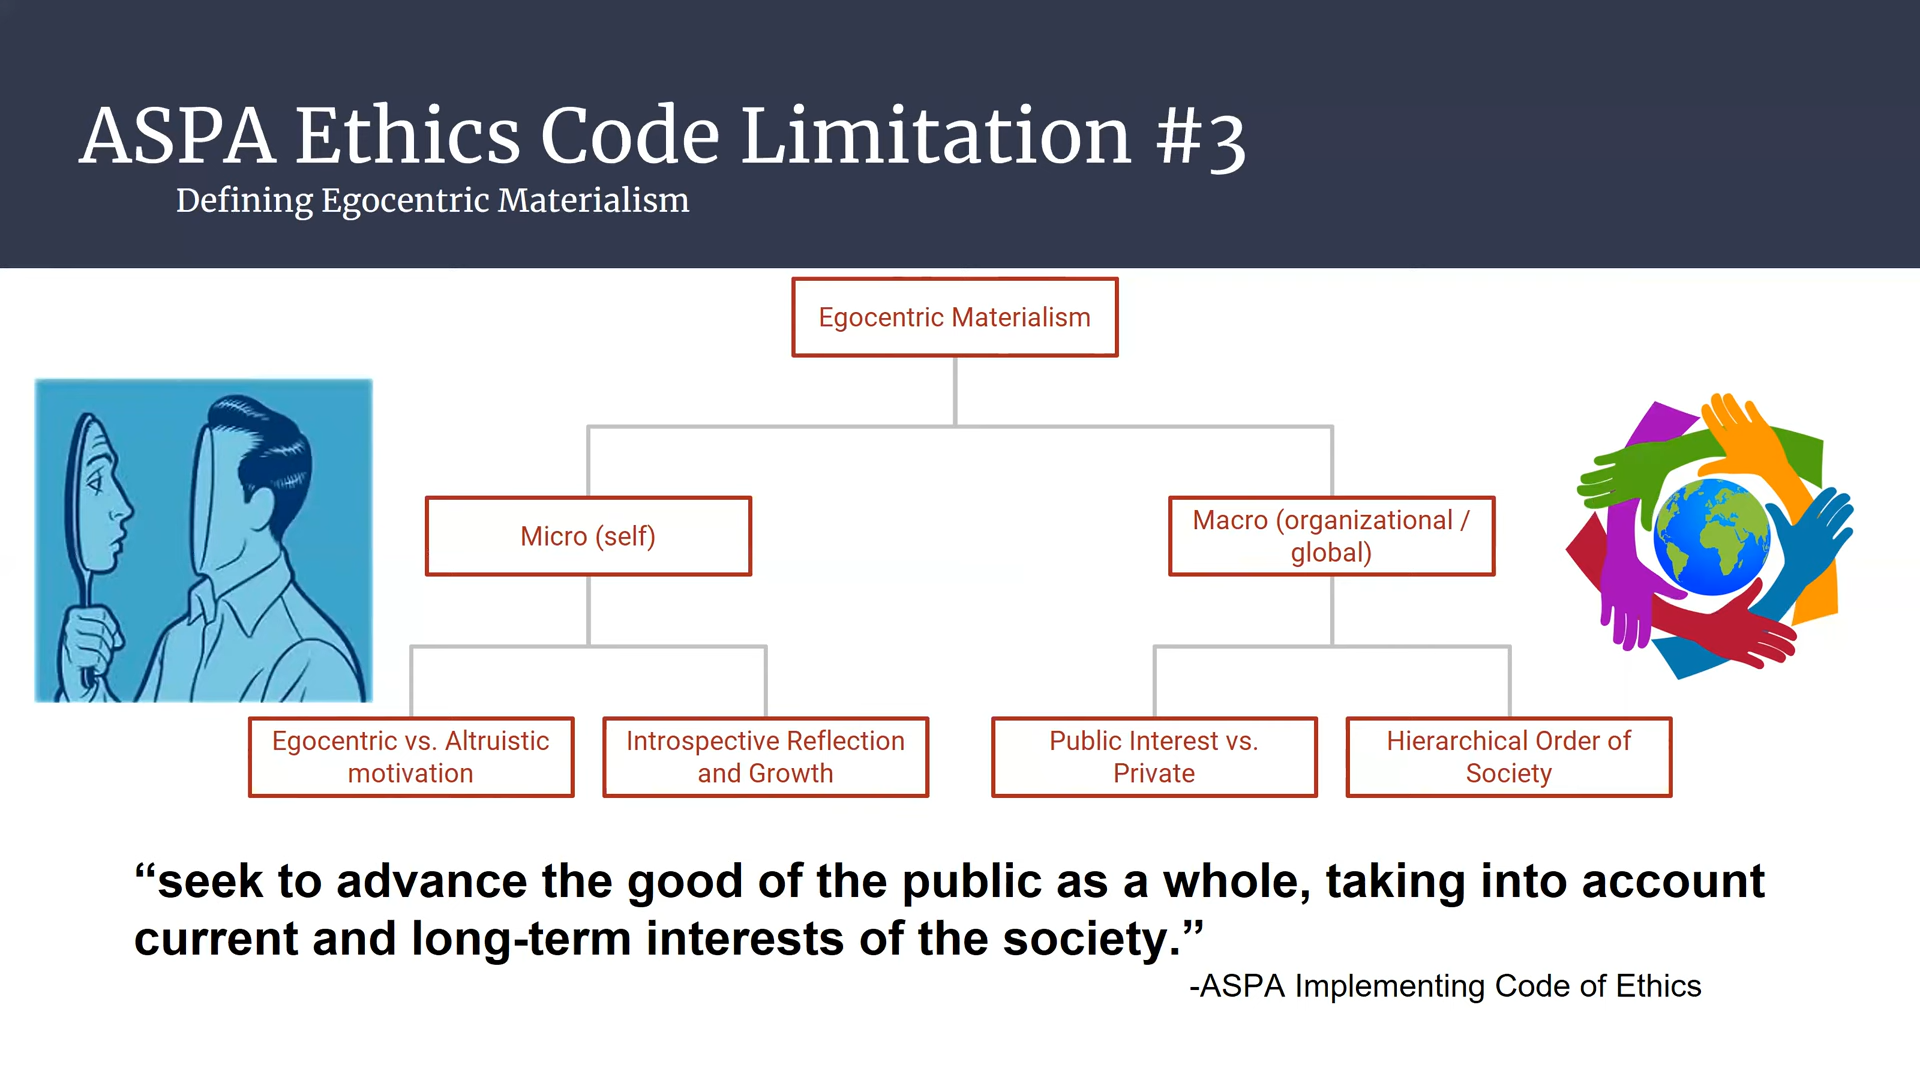 ASPA Ethics Code Limitation #3
Defining Egocentric Materialism
Egocentric Materialism
Micro (self)
Macro (organizational /
global)
Egocentric vs. Altruistic
motivation
Introspective Reflection
and Growth
Public Interest vs.
Private
Hierarchical Order of
Society
“seek to advance the good of the public as a whole, taking into account
current and long-term interests of the society.”
-ASPA Implementing Code of Ethics